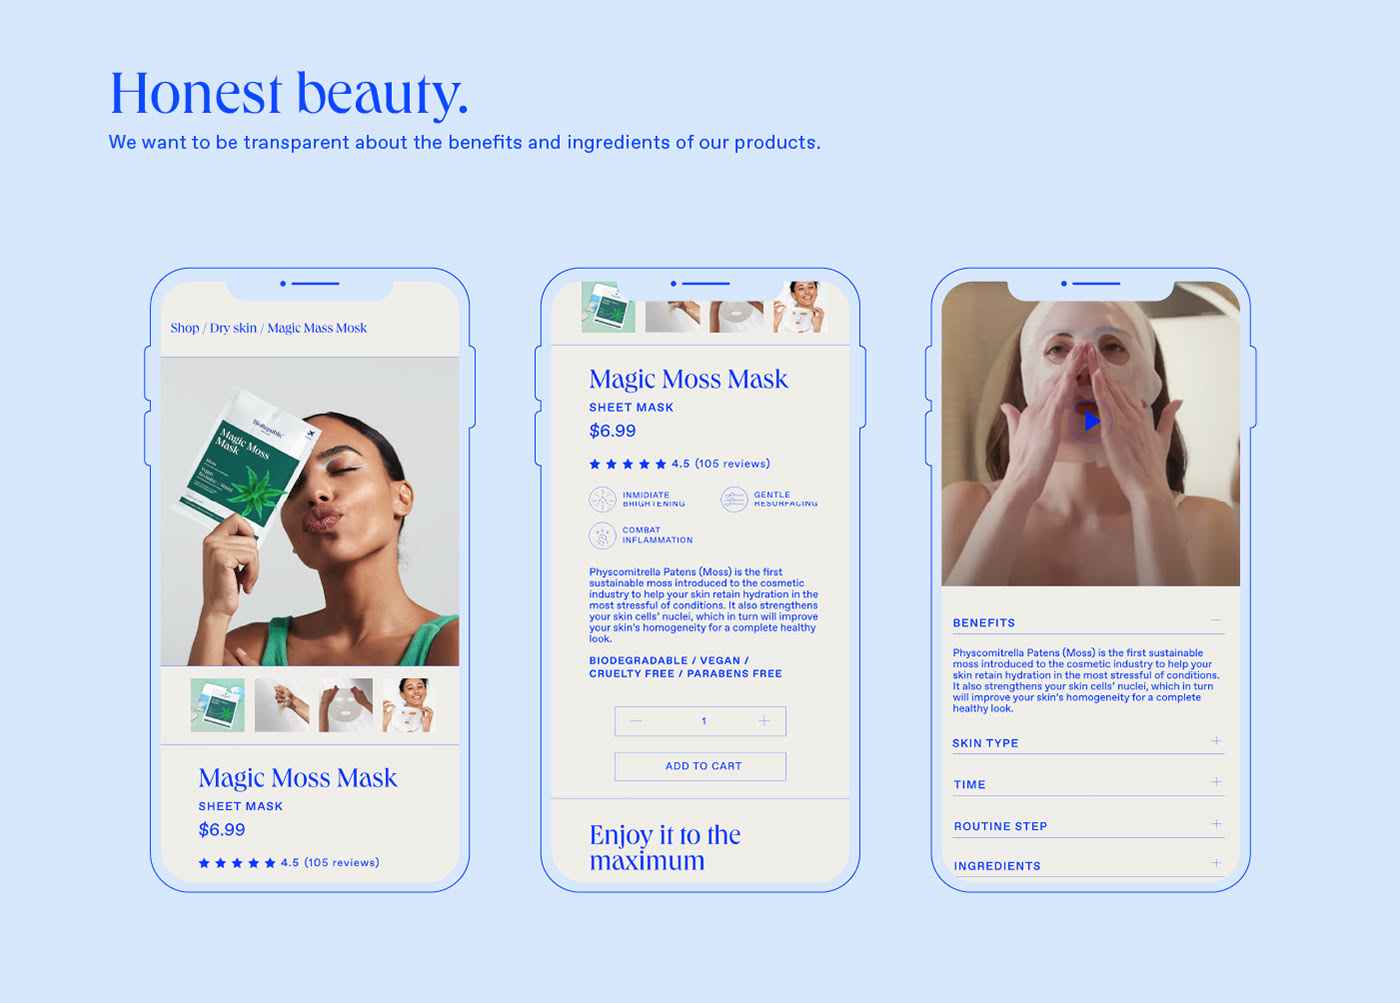 Honest beauty.
We want to be transparent about the benefits and ingredients of our products.
Shop / Dry skin / Magic Mass Mosk
BioRepublic
Magic Moss
Mask
Vegan
Magic Moss Mask
SHEET MASK
$6.99
4.5 (105 reviews)
Magic Moss Mask
SHEET MASK
$6.99
4.5 (105 reviews)
INMIDIATE
BRIGHTENING
GENTLE
RESURFACING
COMBAT
INFLAMMATION
Physcomitrella Patens (Moss) is the first
sustainable moss introduced to the cosmetic
industry to help your skin retain hydration in the
most stressful of conditions. It also strengthens
your skin cells' nuclei, which in turn will improve
your skin's homogeneity for a complete healthy
look.
BIODEGRADABLE / VEGAN /
CRUELTY FREE / PARABENS FREE
1
ADD TO CART
Enjoy it to the
maximum
BENEFITS
Physcomitrella Patens (Moss) is the first sustainable
moss introduced to the cosmetic industry to help your
skin retain hydration in the most stressful of conditions.
It also strengthens your skin cells' nuclei, which in turn
will improve your skin's homogeneity for a complete
healthy look.
SKIN TYPE
TIME
ROUTINE STEP
INGREDIENTS